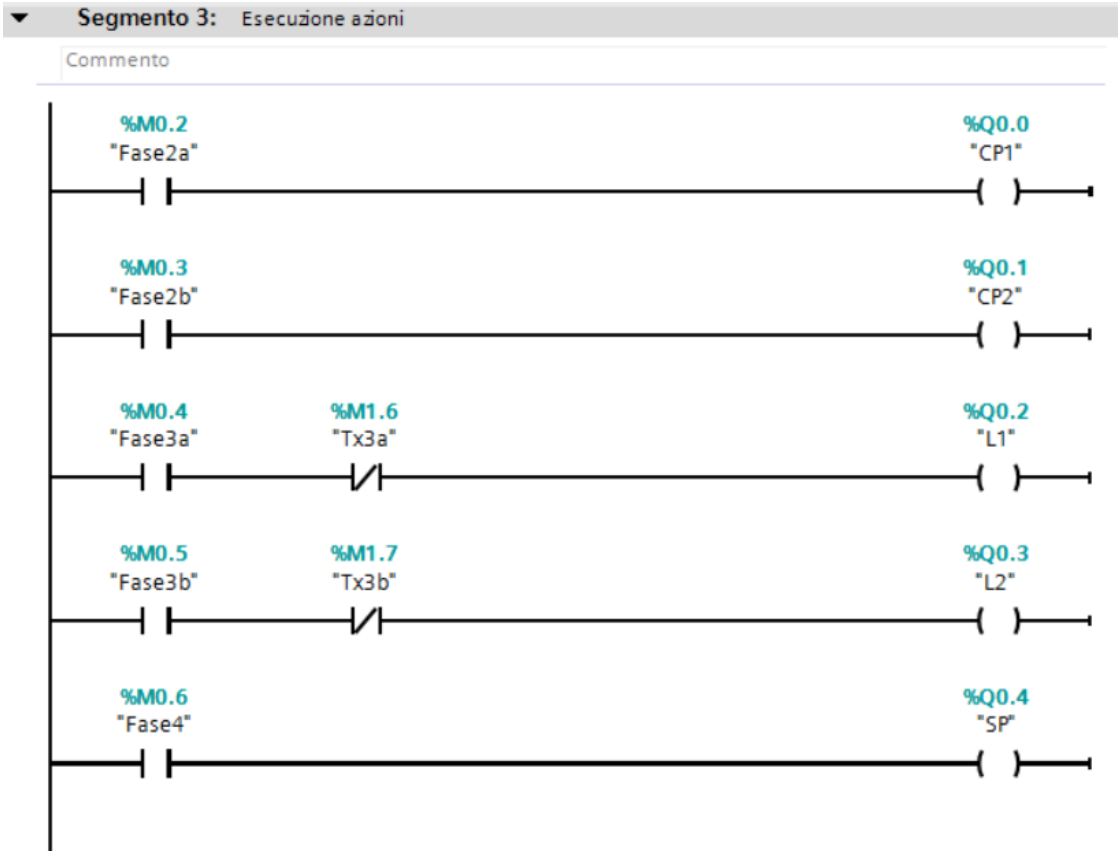 Segmento 3: Esecuzione azioni
Commento
%M0.2 %Q0.0
"Fase2a" "CP1"
%M0.3 %Q0.1
"Fase2b" "CP2"
%M0.4 %M1.6 %Q0.2
"Fase3a" "Tx3a" "L1"
%M0.5 %M1.7 %Q0.3
"Fase3b" "Tx3b" "L2"
%M0.6 %Q0.4
"Fase4" "SP"